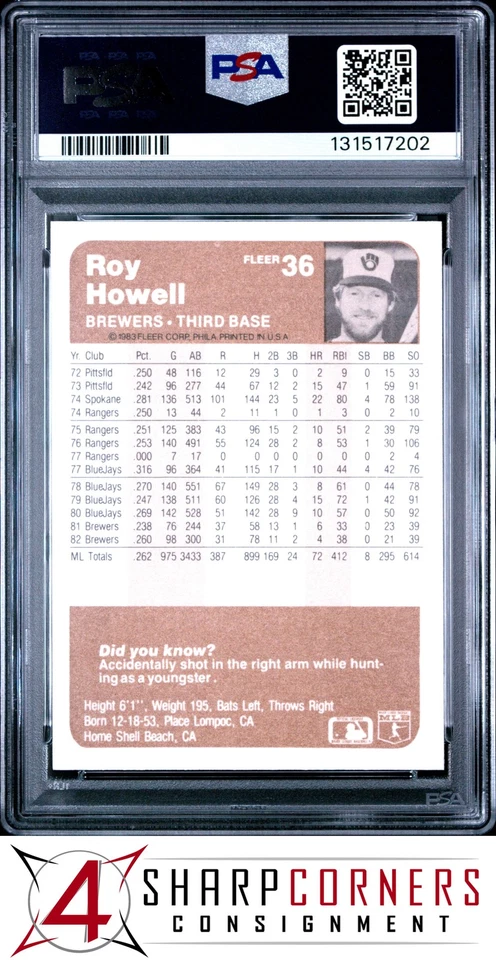 PSA PSA PSA
PSA
PSA
PSA PSA PSA
131517202
Roy
Howell
FLEER 36
BREWERS • THIRD BASE
© 1983 FLEER CORP., PHILA. PRINTED IN U.S.A.
Yr. Club Pct. G AB R H 2B 3B HR RBI SB BB SO
72 Pittsfld .250 48 116 12 29 3 0 2 9 0 15 33
73 Pittsfld .242 96 277 44 67 12 2 15 47 1 59 91
74 Spokane .281 136 513 101 144 23 5 22 80 4 78 138
74 Rangers .250 13 44 2 11 1 0 1 3 0 2 10
75 Rangers .251 125 383 43 96 15 2 10 51 2 39 79
76 Rangers .253 140 491 55 124 28 2 8 53 1 30 106
77 Rangers .000 7 17 0 0 0 0 0 0 0 2 4
77 BlueJays .316 96 364 41 115 17 1 10 44 4 42 76
78 BlueJays .270 140 551 67 149 28 3 8 61 0 44 78
79 BlueJays .247 138 511 60 126 28 4 15 72 1 42 91
80 BlueJays .269 142 528 51 142 28 9 10 57 0 50 92
81 Brewers .238 76 244 37 58 13 1 6 33 0 23 39
82 Brewers .260 98 300 31 78 11 2 4 38 0 21 39
ML Totals .262 975 3433 387 899 169 24 72 412 8 295 614
Did you know?
Accidentally shot in the right arm while hunt-
ing as a youngster.
Height 6'1'', Weight 195, Bats Left, Throws Right
Born 12-18-53, Place Lompoc, CA
Home Shell Beach, CA
PSA
4 SHARPCORNERS
CONSIGNMENT